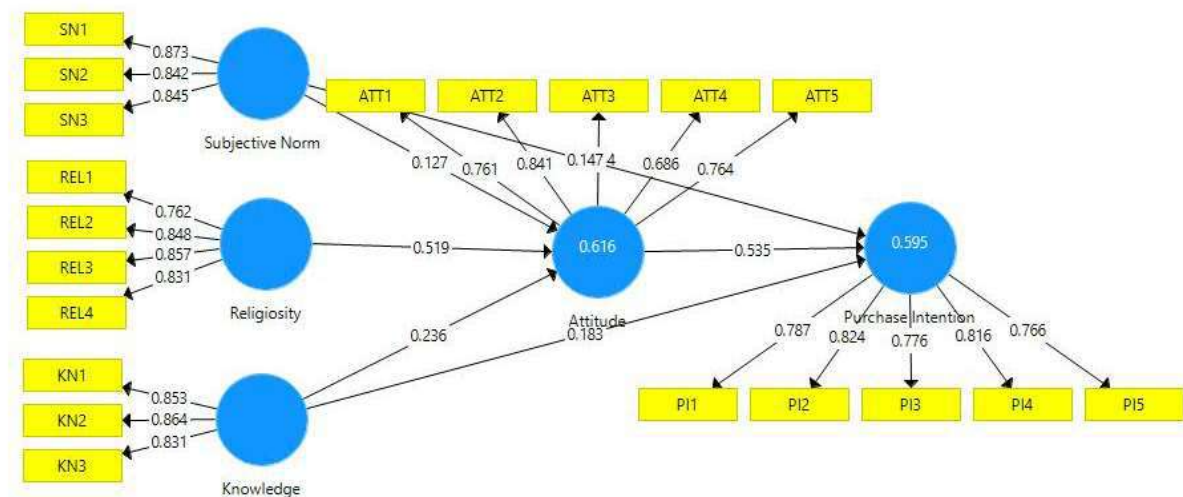 SN1
SN2
SN3
0.873
0.842
0.845
Subjective Norm
ATT1
ATT2
ATT3
ATT4
ATT5
0.127
0.761
0.841
0.147
4
0.686
0.764
REL1
REL2
REL3
REL4
0.762
0.848
0.857
0.831
Religiosity
0.519
0.616
Attitude
0.535
0.595
Purchase Intention
0.236
0.183
KN1
KN2
KN3
0.853
0.864
0.831
Knowledge
0.787
0.824
0.776
0.816
0.766
PI1
PI2
PI3
PI4
PI5